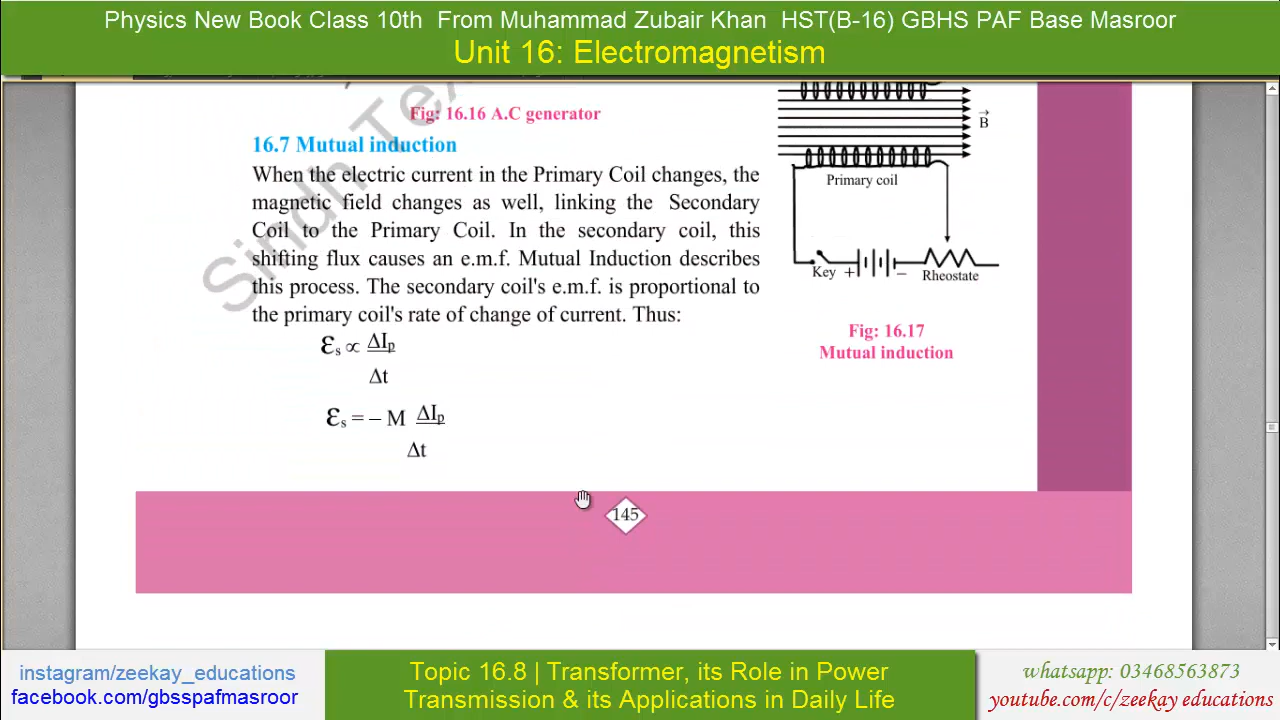 Physics New Book Class 10th From Muhammad Zubair Khan HST(B-16) GBHS PAF Base Masroor
Unit 16: Electromagnetism
Fig: 16.16 A.C generator
16.7 Mutual induction
When the electric current in the Primary Coil changes, the
magnetic field changes as well, linking the Secondary
Coil to the Primary Coil. In the secondary coil, this
shifting flux causes an e.m.f. Mutual Induction describes
this process. The secondary coil's e.m.f. is proportional to
the primary coil's rate of change of current. Thus:
Ɛs ∝ ΔIp
Δt
Ɛs = – M ΔIp
Δt
B
Primary coil
Key + – Rheostate
Fig: 16.17
Mutual induction
Sindh Tex
145
instagram/zeekay_educations
facebook.com/gbsspafmasroor
Topic 16.8 | Transformer, its Role in Power
Transmission & its Applications in Daily Life
whatsapp: 03468563873
youtube.com/c/zeekay educations